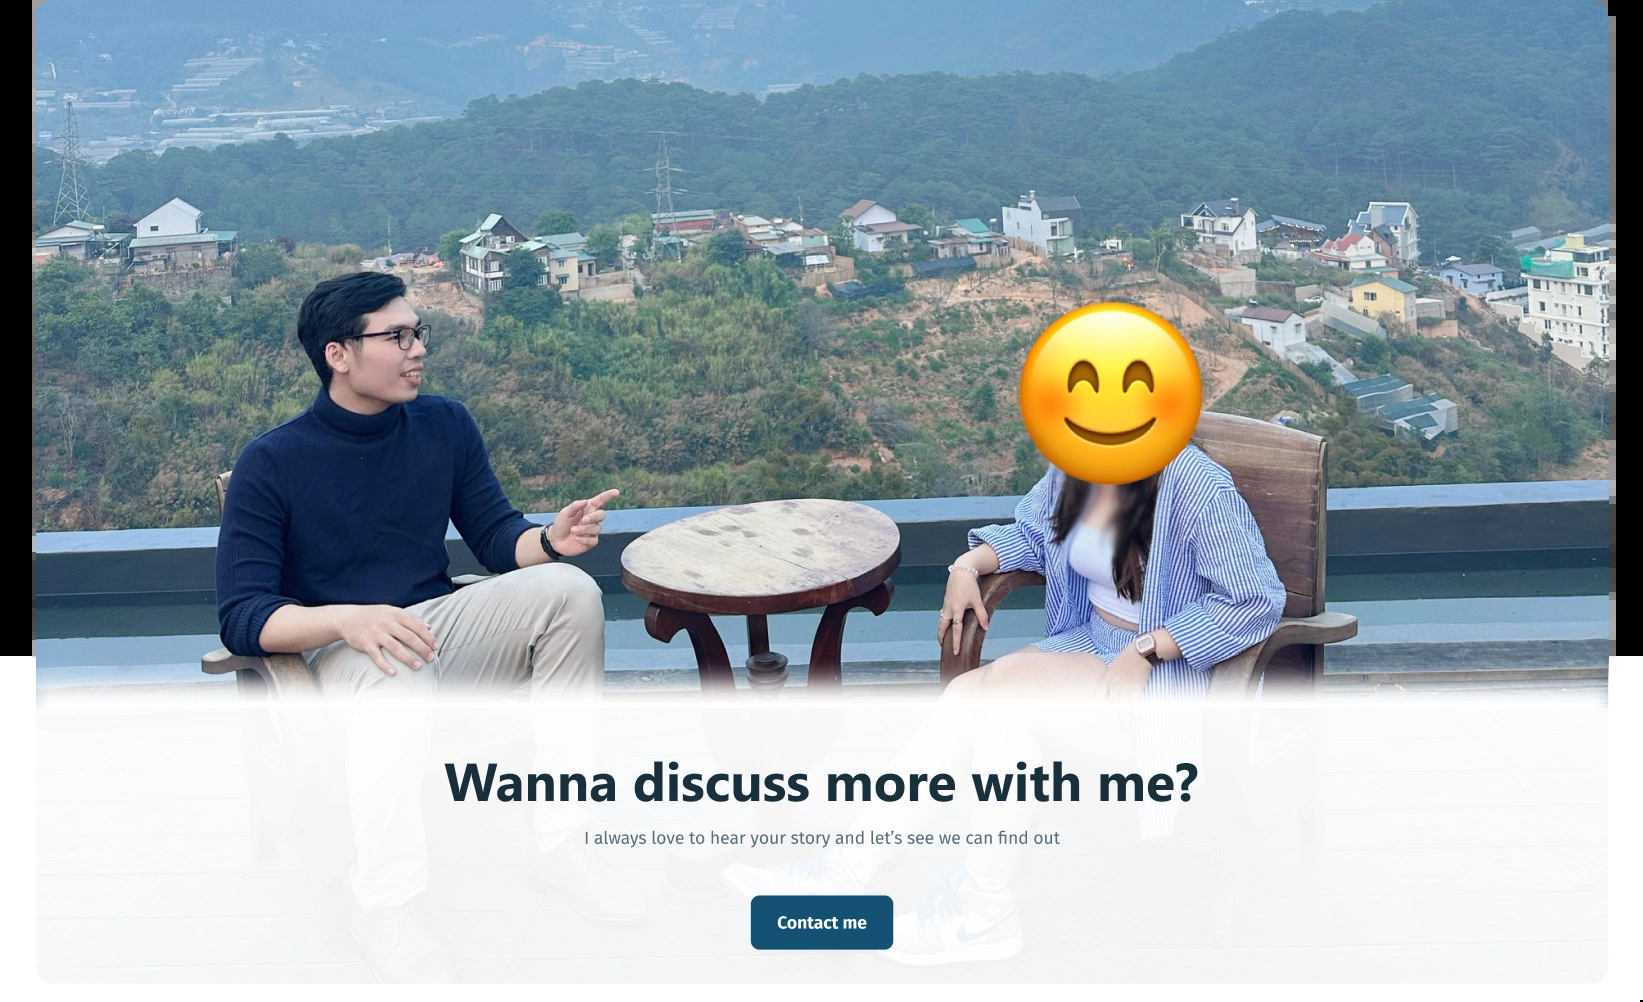 Wanna discuss more with me?
I always love to hear your story and let’s see we can find out
Contact me